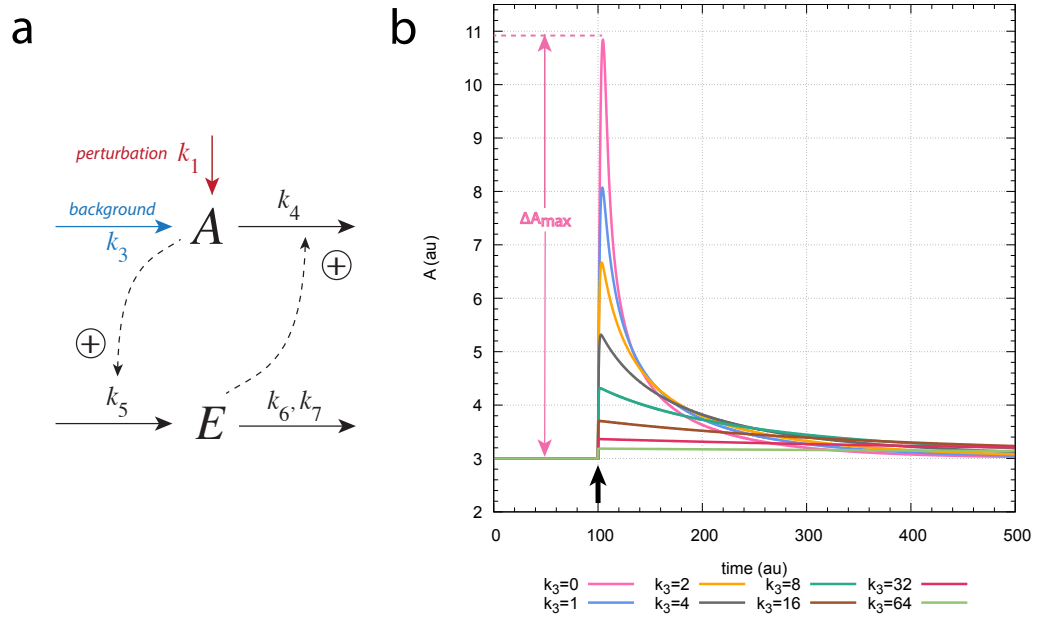 a
perturbation k1
background
k3
A
k4
+
+
k5
E
k6, k7
b
A (au)
11
10
9
8
7
6
5
4
3
2
ΔAmax
0 100 200 300 400 500
time (au)
k3=0 k3=2 k3=8 k3=32
k3=1 k3=4 k3=16 k3=64